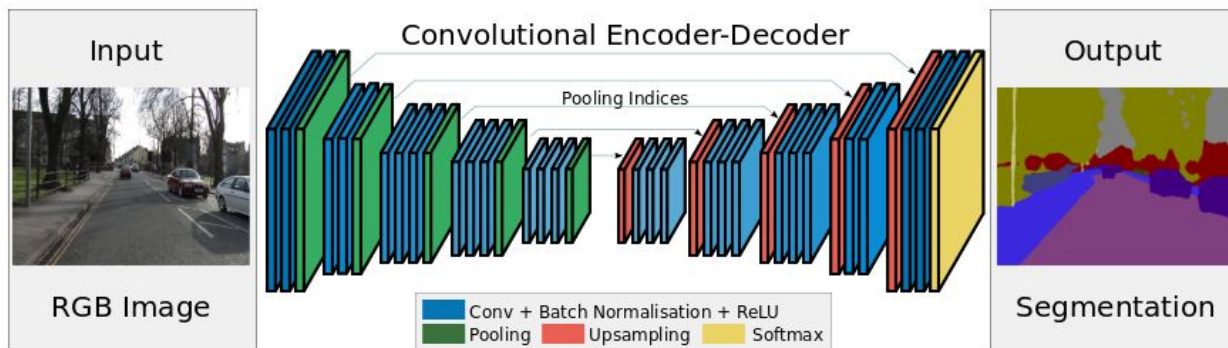 Input
RGB Image
Convolutional Encoder-Decoder
Pooling Indices
Conv + Batch Normalisation + ReLU
Pooling Upsampling Softmax
Output
Segmentation